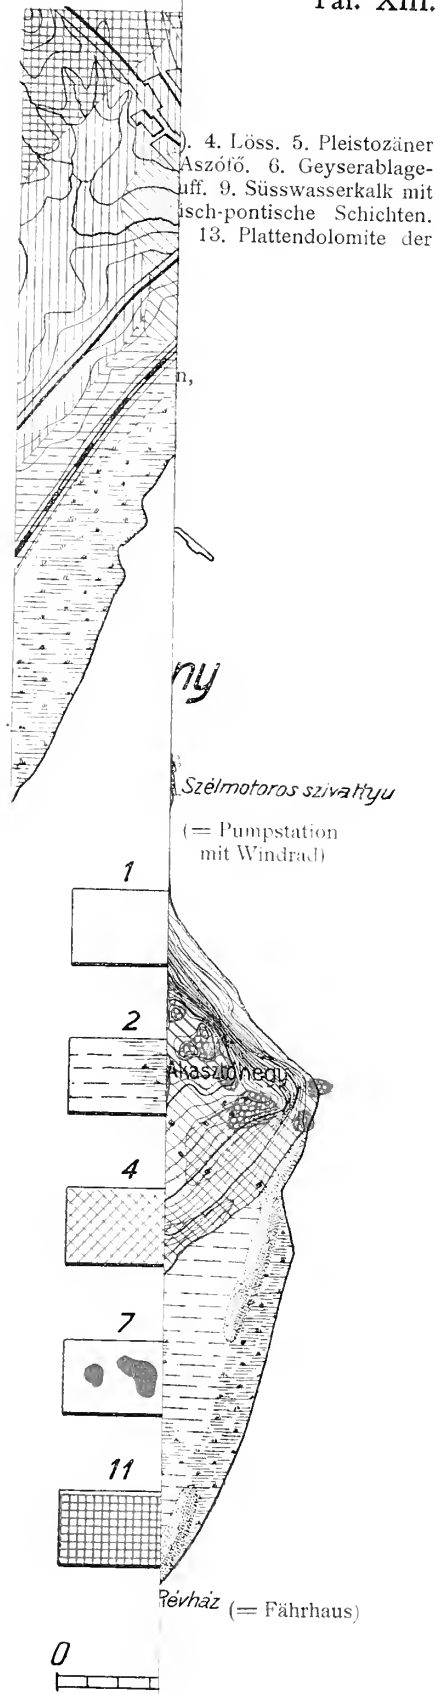 Taf. XIII.
). 4. Löss. 5. Pleistozäner
Aszófő. 6. Geyserablage-
uff. 9. Süsswasserkalk mit
isch-pontische Schichten.
13. Plattendolomite der
n,
ny
Szélmotoros szivattyu
(= Pumpstation
mit Windrad)
1
2
Akasztóhegy
4
7
11
Révház (= Fährhaus)
0